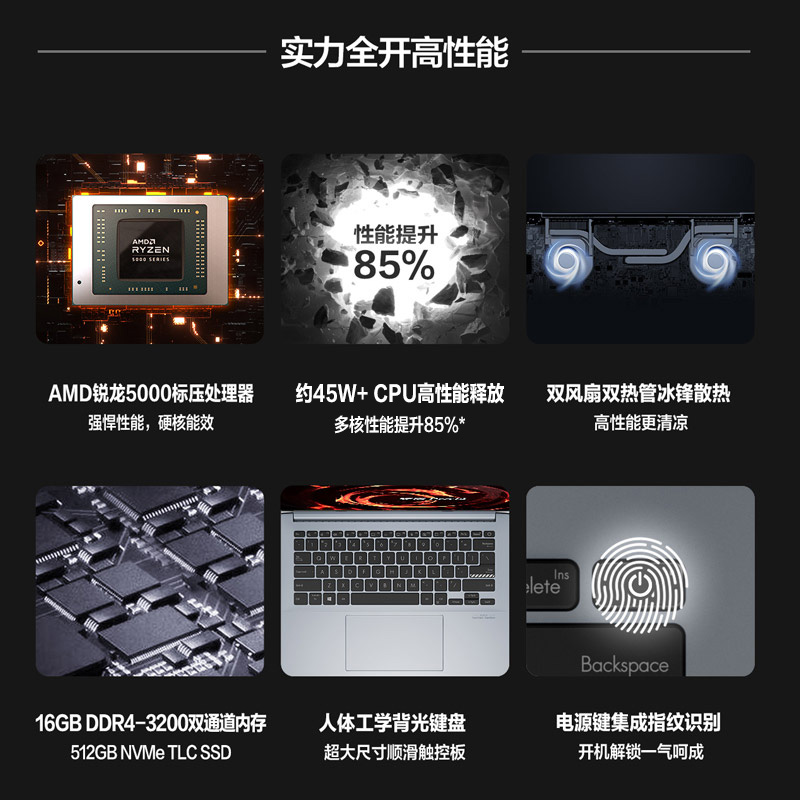 实力全开高性能
AMD
RYZEN
5000 SERIES
性能提升
85%
AMD锐龙5000标压处理器
强悍性能，硬核能效
约45W+ CPU高性能释放
多核性能提升85%*
双风扇双热管冰锋散热
高性能更清凉
Ins
elete
Backspace
16GB DDR4-3200双通道内存
512GB NVMe TLC SSD
人体工学背光键盘
超大尺寸顺滑触控板
电源键集成指纹识别
开机解锁一气呵成